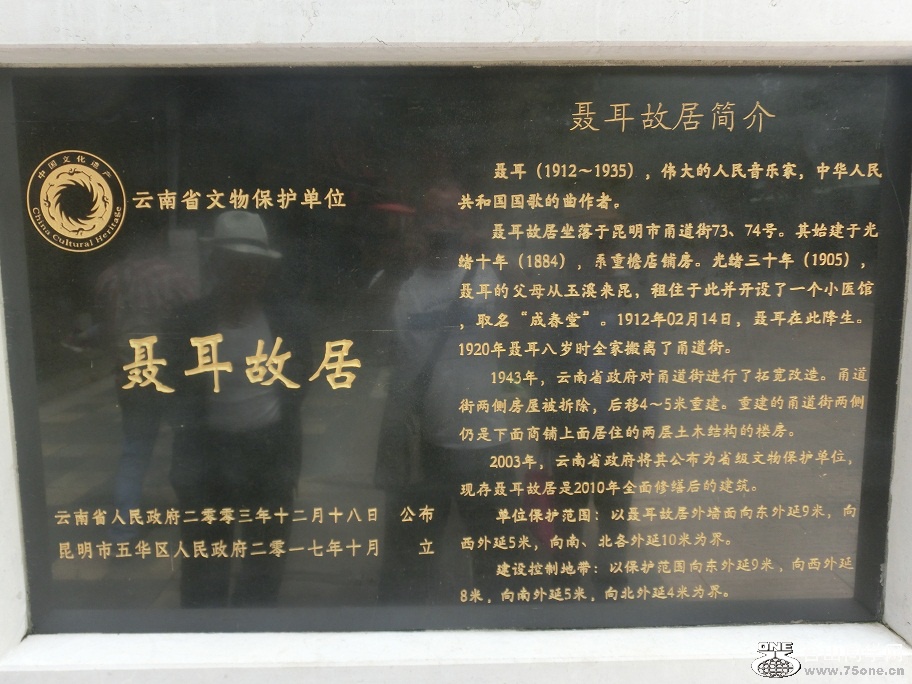 中国文化遗产
China Cultural Heritage
云南省文物保护单位
聂耳故居
云南省人民政府二零零三年十二月十八日 公布
昆明市五华区人民政府二零一七年十月 立
聂耳故居简介
聂耳（1912～1935），伟大的人民音乐家，中华人民
共和国国歌的曲作者。
聂耳故居坐落于昆明市甬道街73、74号。其始建于光
绪十年（1884），系重檐店铺房。光绪三十年（1905），
聂耳的父母从玉溪来昆，租住于此并开设了一个小医馆
，取名“成春堂”。1912年02月14日，聂耳在此降生。
1920年聂耳八岁时全家搬离了甬道街。
1943年，云南省政府对甬道街进行了拓宽改造。甬道
街两侧房屋被拆除，后移4～5米重建。重建的甬道街两侧
仍是下面商铺上面居住的两层土木结构的楼房。
2003年，云南省政府将其公布为省级文物保护单位，
现存聂耳故居是2010年全面修缮后的建筑。
单位保护范围：以聂耳故居外墙面向东外延9米，向
西外延5米，向南、北各外延10米为界。
建设控制地带：以保护范围向东外延9米，向西外延
8米，向南外延5米，向北外延4米为界。
ONE
www.75one.cn